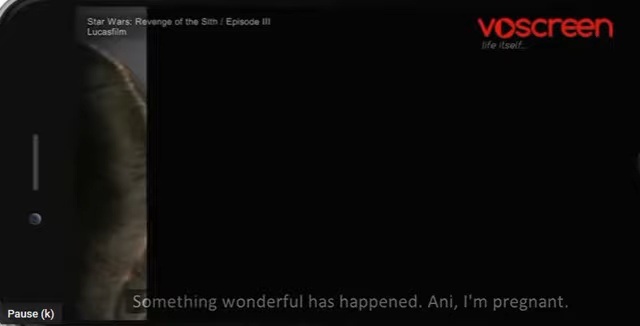 Star Wars: Revenge of the Sith / Episode III
Lucasfilm
voscreen
life itself...
Something wonderful has happened. Ani, I'm pregnant.
Pause (k)